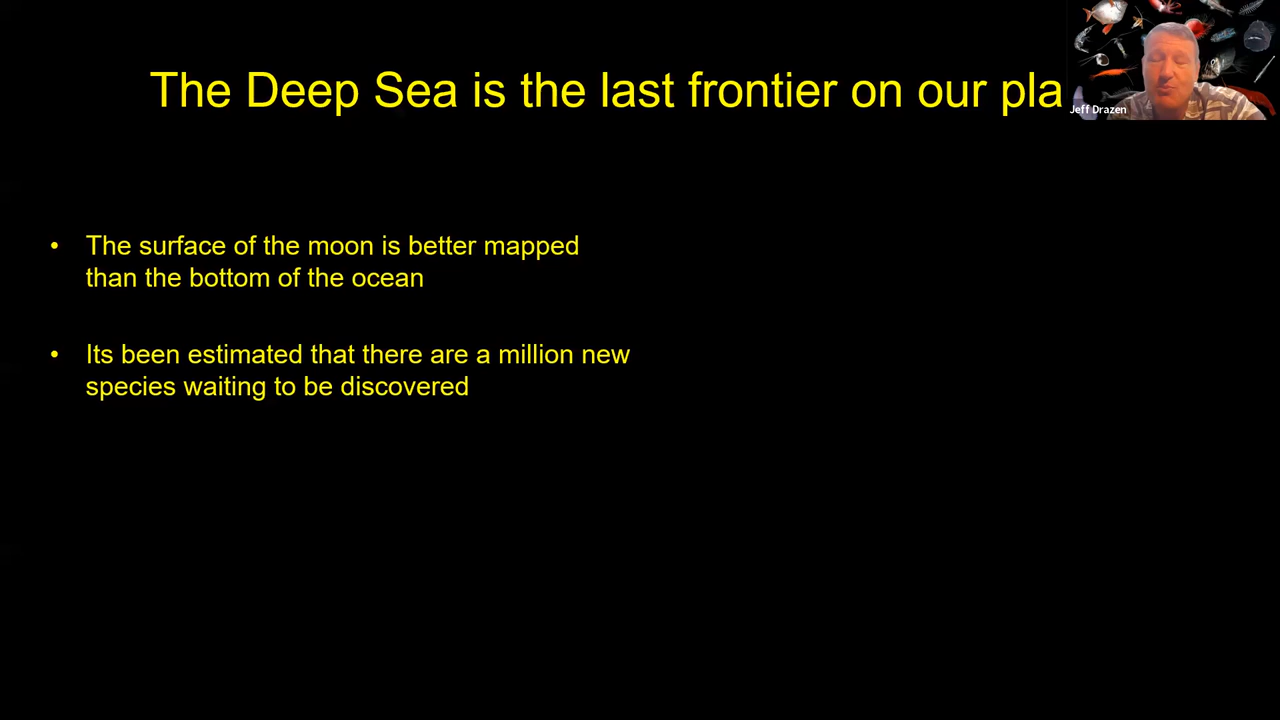 The Deep Sea is the last frontier on our pla
Jeff Drazen
• The surface of the moon is better mapped
than the bottom of the ocean
• Its been estimated that there are a million new
species waiting to be discovered